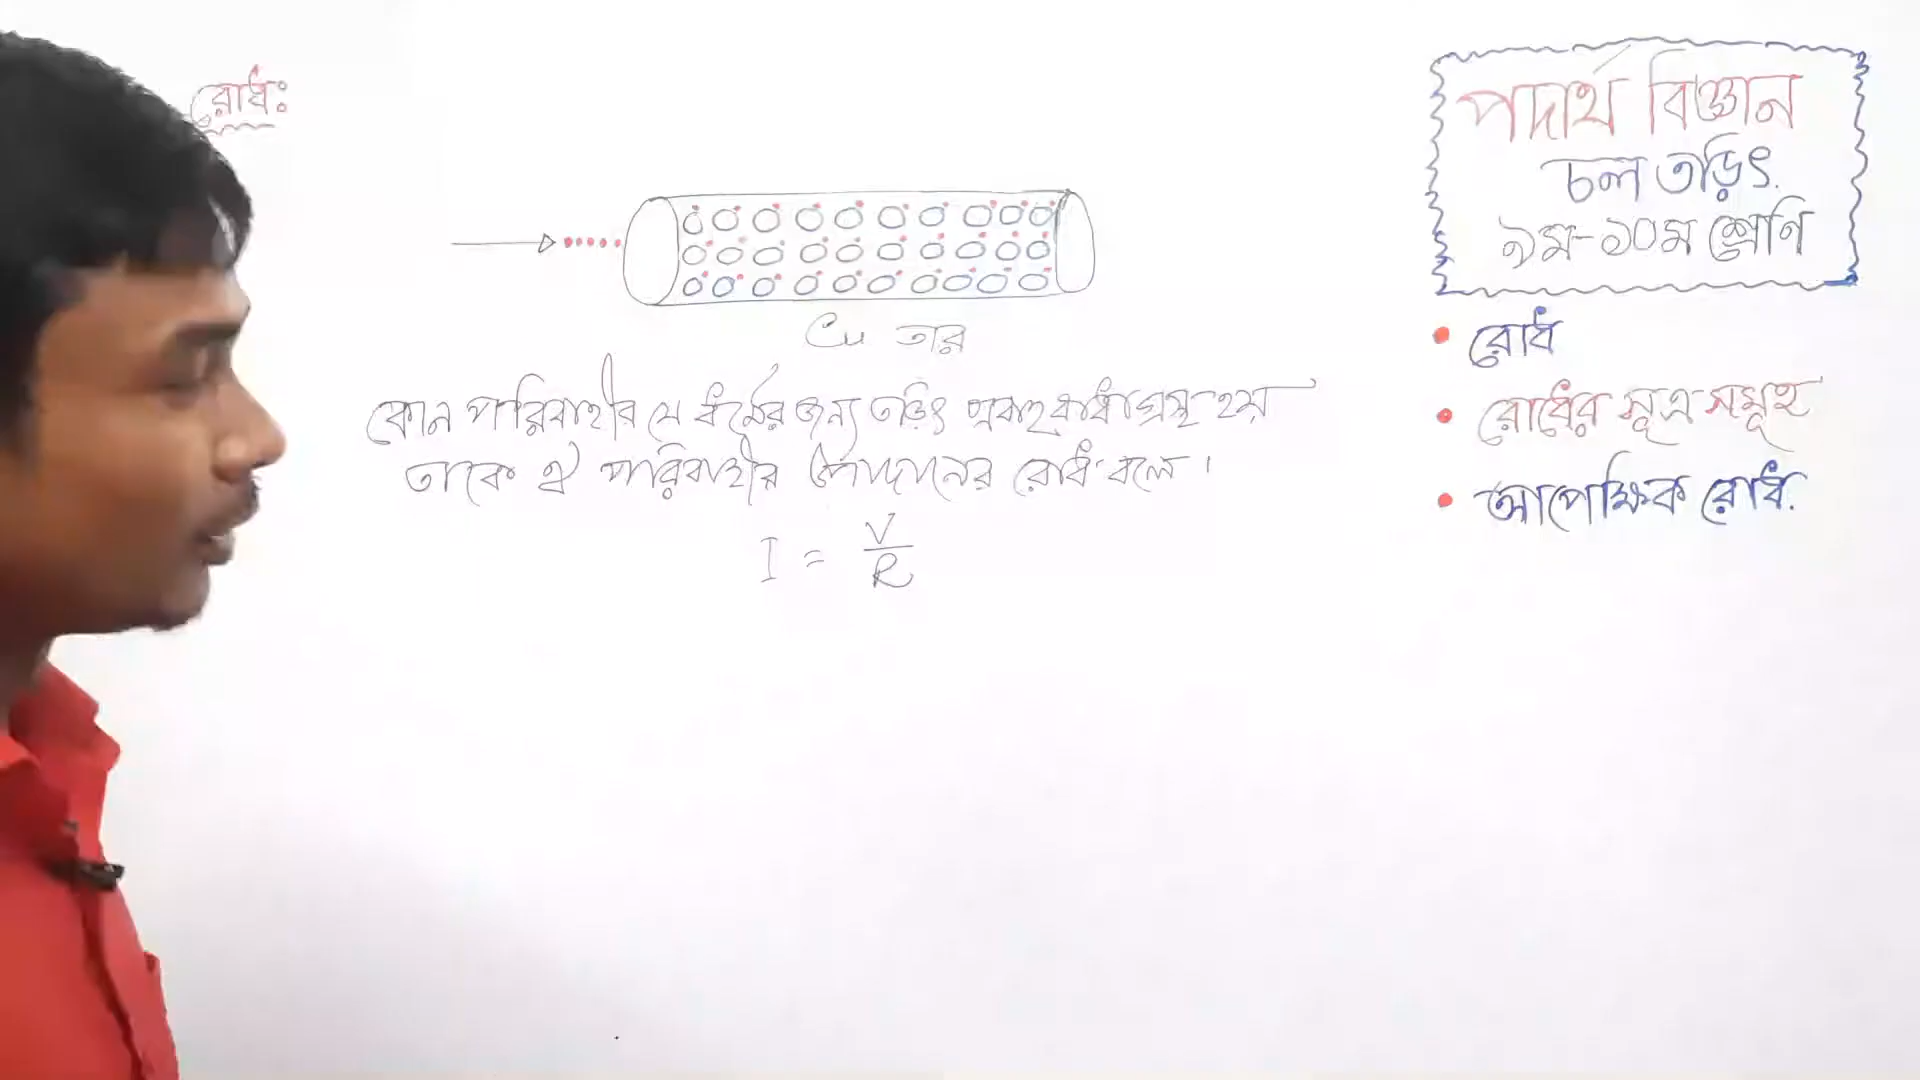 রোধঃ
Cu তার
কোন পরিবাহীর যে ধর্মের জন্য তড়িৎ প্রবাহ বাধাগ্রস্থ হয়
তাকে ঐ পরিবাহীর উপাদানের রোধ বলে।
I = V/R
পদার্থ বিজ্ঞান
চল তড়িৎ.
৯ম-১০ম শ্রেণি
• রোধ
• রোধের সূত্র সমূহ
• আপেক্ষিক রোধ.